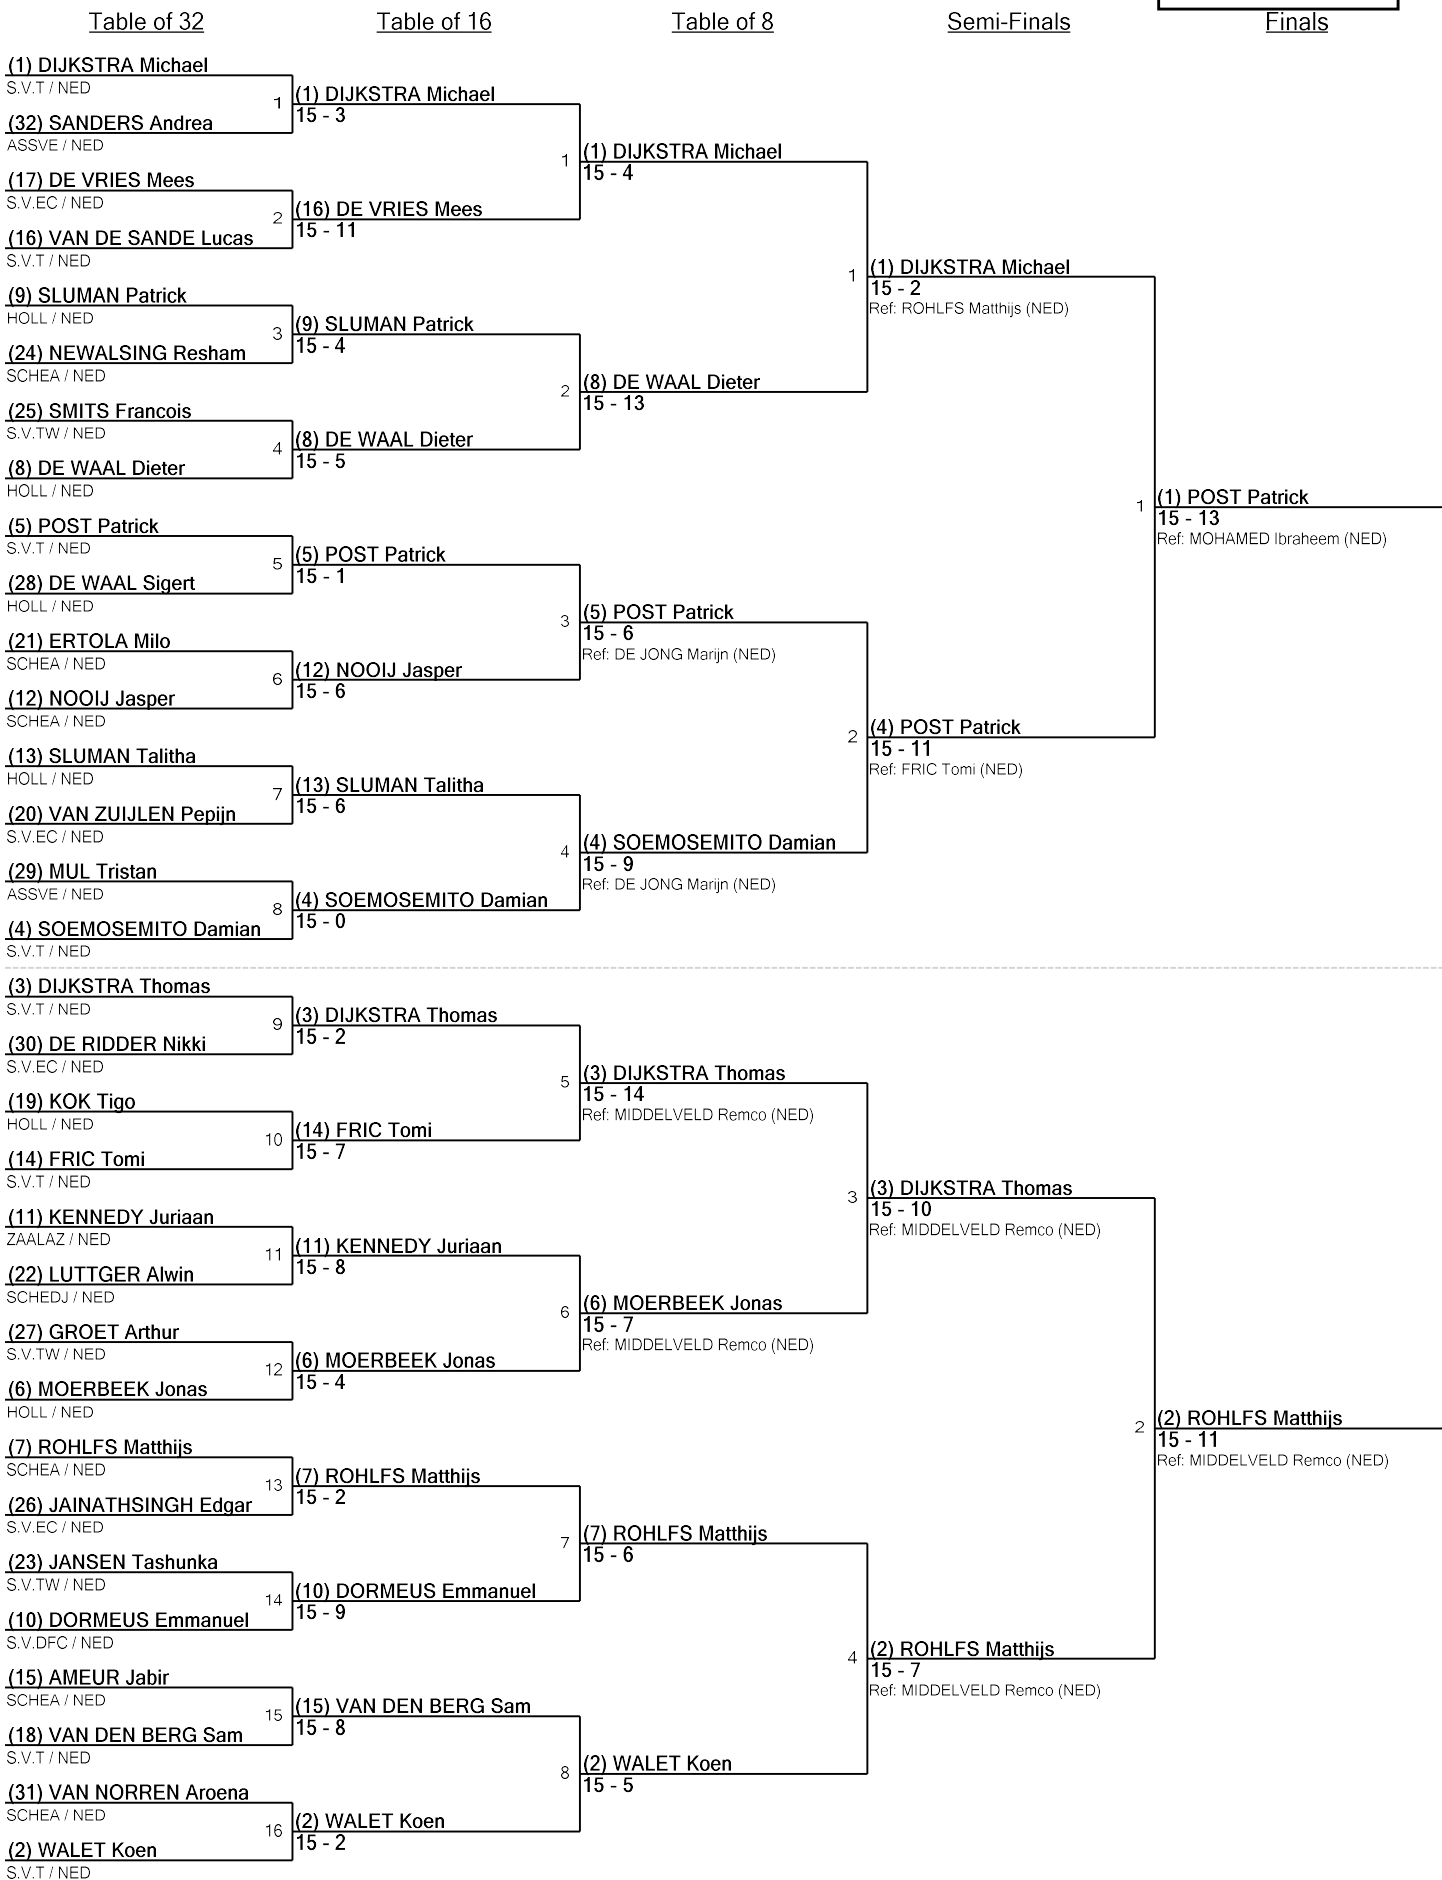 Table of 32
Table of 16
Table of 8
Semi-Finals
Finals
(1) DIJKSTRA Michael
S.V.T / NED
1
(32) SANDERS Andrea
ASSVE / NED
(17) DE VRIES Mees
S.V.EC / NED
2
(16) VAN DE SANDE Lucas
S.V.T / NED
(9) SLUMAN Patrick
HOLL / NED
3
(24) NEWALSING Resham
SCHEA / NED
(25) SMITS Francois
S.V.TW / NED
4
(8) DE WAAL Dieter
HOLL / NED
(5) POST Patrick
S.V.T / NED
5
(28) DE WAAL Sigert
HOLL / NED
(21) ERTOLA Milo
SCHEA / NED
6
(12) NOOIJ Jasper
SCHEA / NED
(13) SLUMAN Talitha
HOLL / NED
7
(20) VAN ZUIJLEN Pepijn
S.V.EC / NED
(29) MUL Tristan
ASSVE / NED
8
(4) SOEMOSEMITO Damian
S.V.T / NED
(3) DIJKSTRA Thomas
S.V.T / NED
9
(30) DE RIDDER Nikki
S.V.EC / NED
(19) KOK Tigo
HOLL / NED
10
(14) FRIC Tomi
S.V.T / NED
(11) KENNEDY Juriaan
ZAALAZ / NED
11
(22) LUTTGER Alwin
SCHEDJ / NED
(27) GROET Arthur
S.V.TW / NED
12
(6) MOERBEEK Jonas
HOLL / NED
(7) ROHLFS Matthijs
SCHEA / NED
13
(26) JAINATHSINGH Edgar
S.V.EC / NED
(23) JANSEN Tashunka
S.V.TW / NED
14
(10) DORMEUS Emmanuel
S.V.DFC / NED
(15) AMEUR Jabir
SCHEA / NED
15
(18) VAN DEN BERG Sam
S.V.T / NED
(31) VAN NORREN Aroena
SCHEA / NED
16
(2) WALET Koen
S.V.T / NED
(1) DIJKSTRA Michael
15 - 3
1
(16) DE VRIES Mees
15 - 11
(9) SLUMAN Patrick
15 - 4
2
(8) DE WAAL Dieter
15 - 5
(5) POST Patrick
15 - 1
3
(12) NOOIJ Jasper
15 - 6
(13) SLUMAN Talitha
15 - 6
4
(4) SOEMOSEMITO Damian
15 - 0
(3) DIJKSTRA Thomas
15 - 2
5
(14) FRIC Tomi
15 - 7
(11) KENNEDY Juriaan
15 - 8
6
(6) MOERBEEK Jonas
15 - 4
(7) ROHLFS Matthijs
15 - 2
7
(10) DORMEUS Emmanuel
15 - 9
(15) VAN DEN BERG Sam
15 - 8
8
(2) WALET Koen
15 - 2
(1) DIJKSTRA Michael
15 - 4
1
(8) DE WAAL Dieter
15 - 13
(5) POST Patrick
15 - 6
Ref: DE JONG Marijn (NED)
2
(4) SOEMOSEMITO Damian
15 - 9
Ref: DE JONG Marijn (NED)
(3) DIJKSTRA Thomas
15 - 14
Ref: MIDDELVELD Remco (NED)
3
(6) MOERBEEK Jonas
15 - 7
Ref: MIDDELVELD Remco (NED)
(7) ROHLFS Matthijs
15 - 6
4
(2) WALET Koen
15 - 5
(1) DIJKSTRA Michael
15 - 2
Ref: ROHLFS Matthijs (NED)
1
(4) POST Patrick
15 - 11
Ref: FRIC Tomi (NED)
(3) DIJKSTRA Thomas
15 - 10
Ref: MIDDELVELD Remco (NED)
2
(2) ROHLFS Matthijs
15 - 7
Ref: MIDDELVELD Remco (NED)
(1) POST Patrick
15 - 13
Ref: MOHAMED Ibraheem (NED)
(2) ROHLFS Matthijs
15 - 11
Ref: MIDDELVELD Remco (NED)